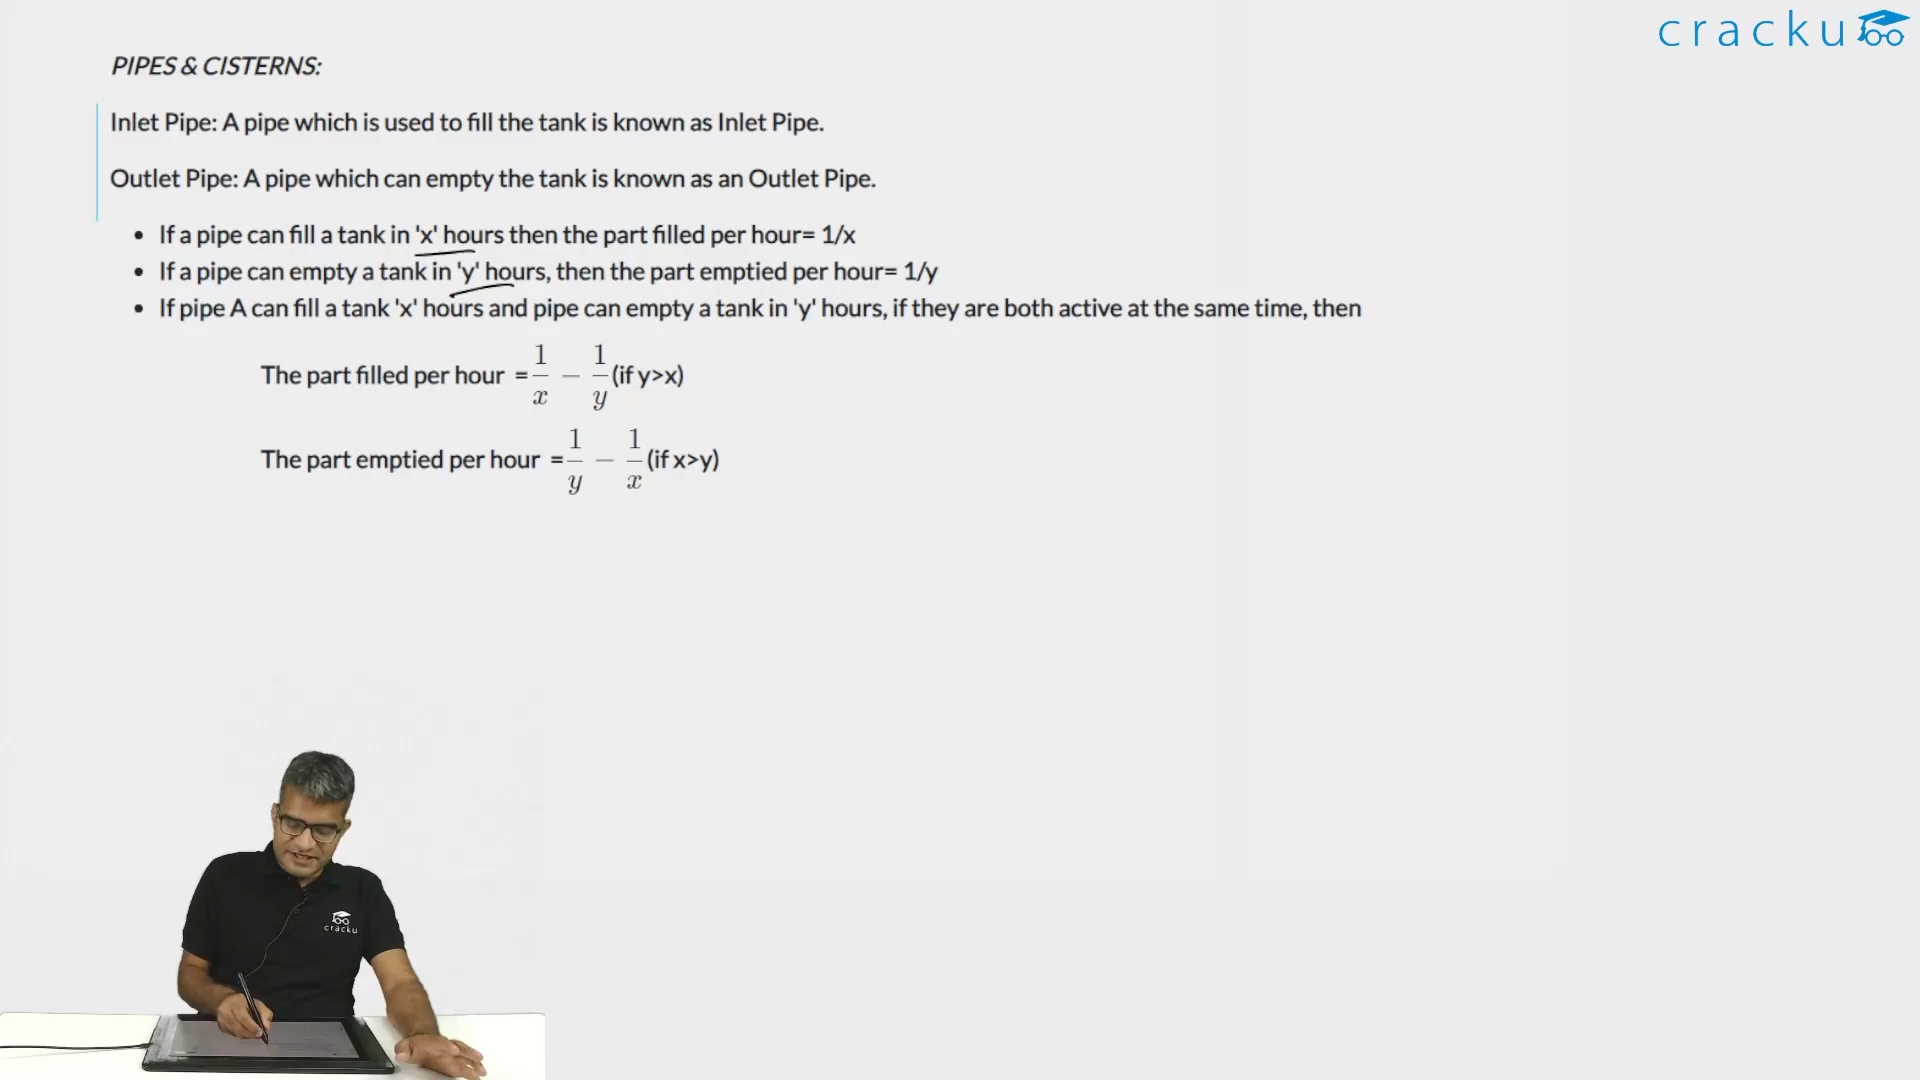 cracku
PIPES & CISTERNS:
Inlet Pipe: A pipe which is used to fill the tank is known as Inlet Pipe.
Outlet Pipe: A pipe which can empty the tank is known as an Outlet Pipe.
• If a pipe can fill a tank in 'x' hours then the part filled per hour= 1/x
• If a pipe can empty a tank in 'y' hours, then the part emptied per hour= 1/y
• If pipe A can fill a tank 'x' hours and pipe can empty a tank in 'y' hours, if they are both active at the same time, then
The part filled per hour = 1/x − 1/y (if y>x)
The part emptied per hour = 1/y − 1/x (if x>y)
cracku